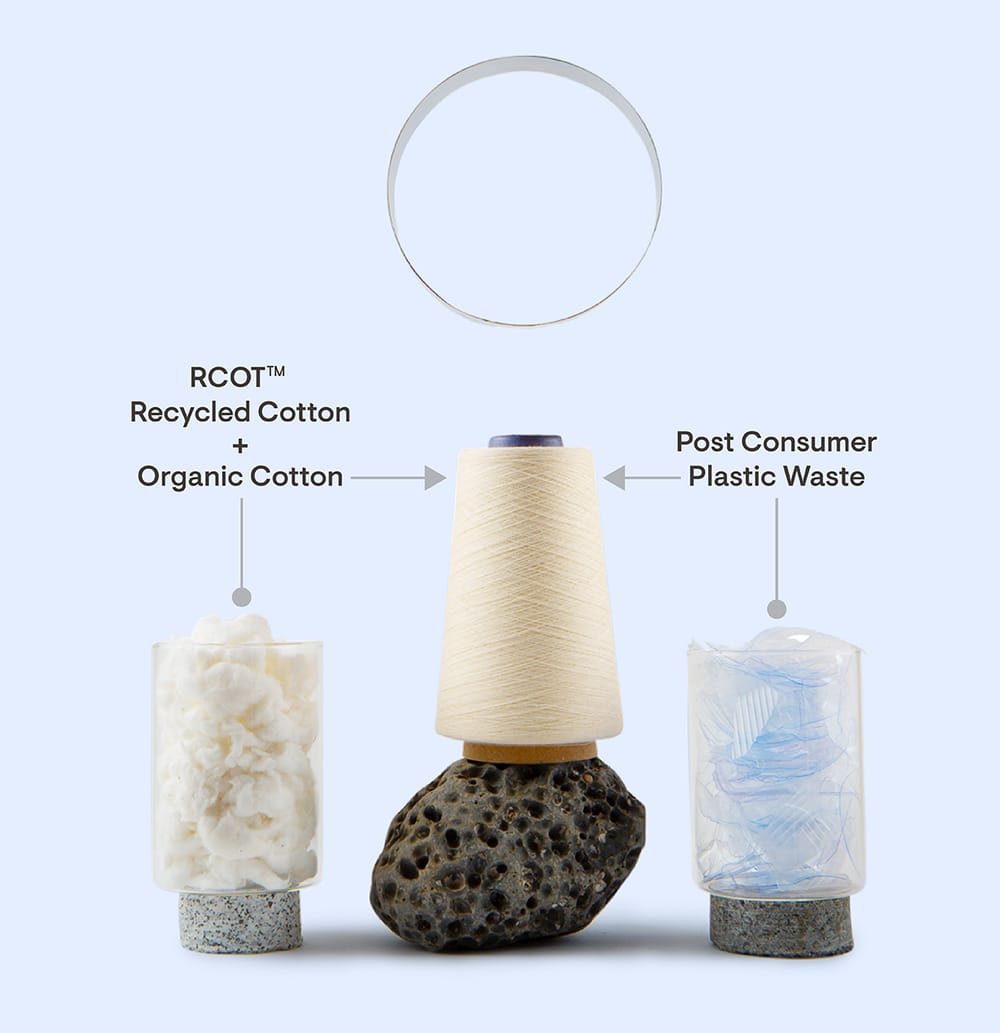 RCOT™
Recycled Cotton
+
Organic Cotton
Post Consumer
Plastic Waste